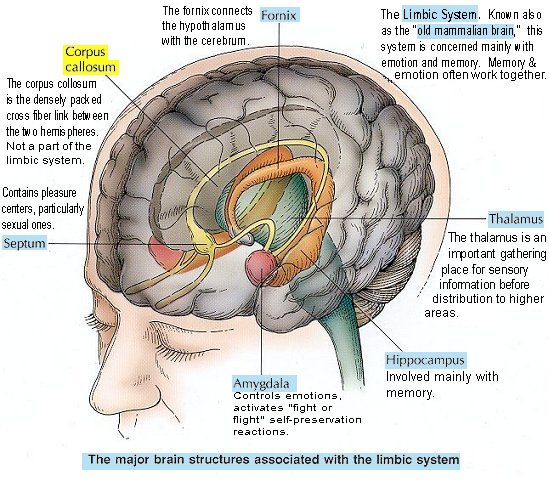 The fornix connects
the hypothalamus
with the cerebrum.
Fornix
The Limbic System.  Known also
as the "old mammalian brain," this
system is concerned mainly with
emotion and memory.  Memory &
emotion often work together.
Corpus
callosum
The corpus collosum
is the densely packed
cross fiber link between
the two hemispheres.
Not a part of the
limbic system.
Contains pleasure
centers, particularly
sexual ones.
Septum
Thalamus
The thalamus is an
important gathering
place for sensory
information before
distribution to higher
areas.
Hippocampus
Involved mainly with
memory.
Amygdala
Controls emotions,
activates "fight or
flight" self-preservation
reactions.
The major brain structures associated with the limbic system